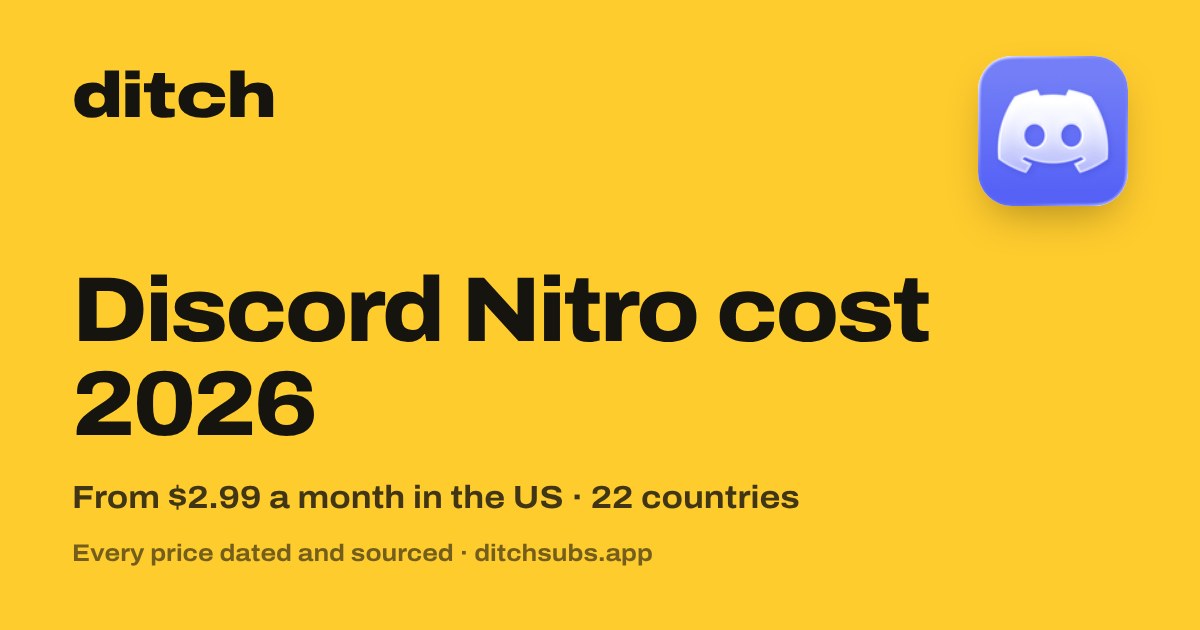 ditch
Discord Nitro cost
2026
From $2.99 a month in the US · 22 countries
Every price dated and sourced · ditchsubs.app